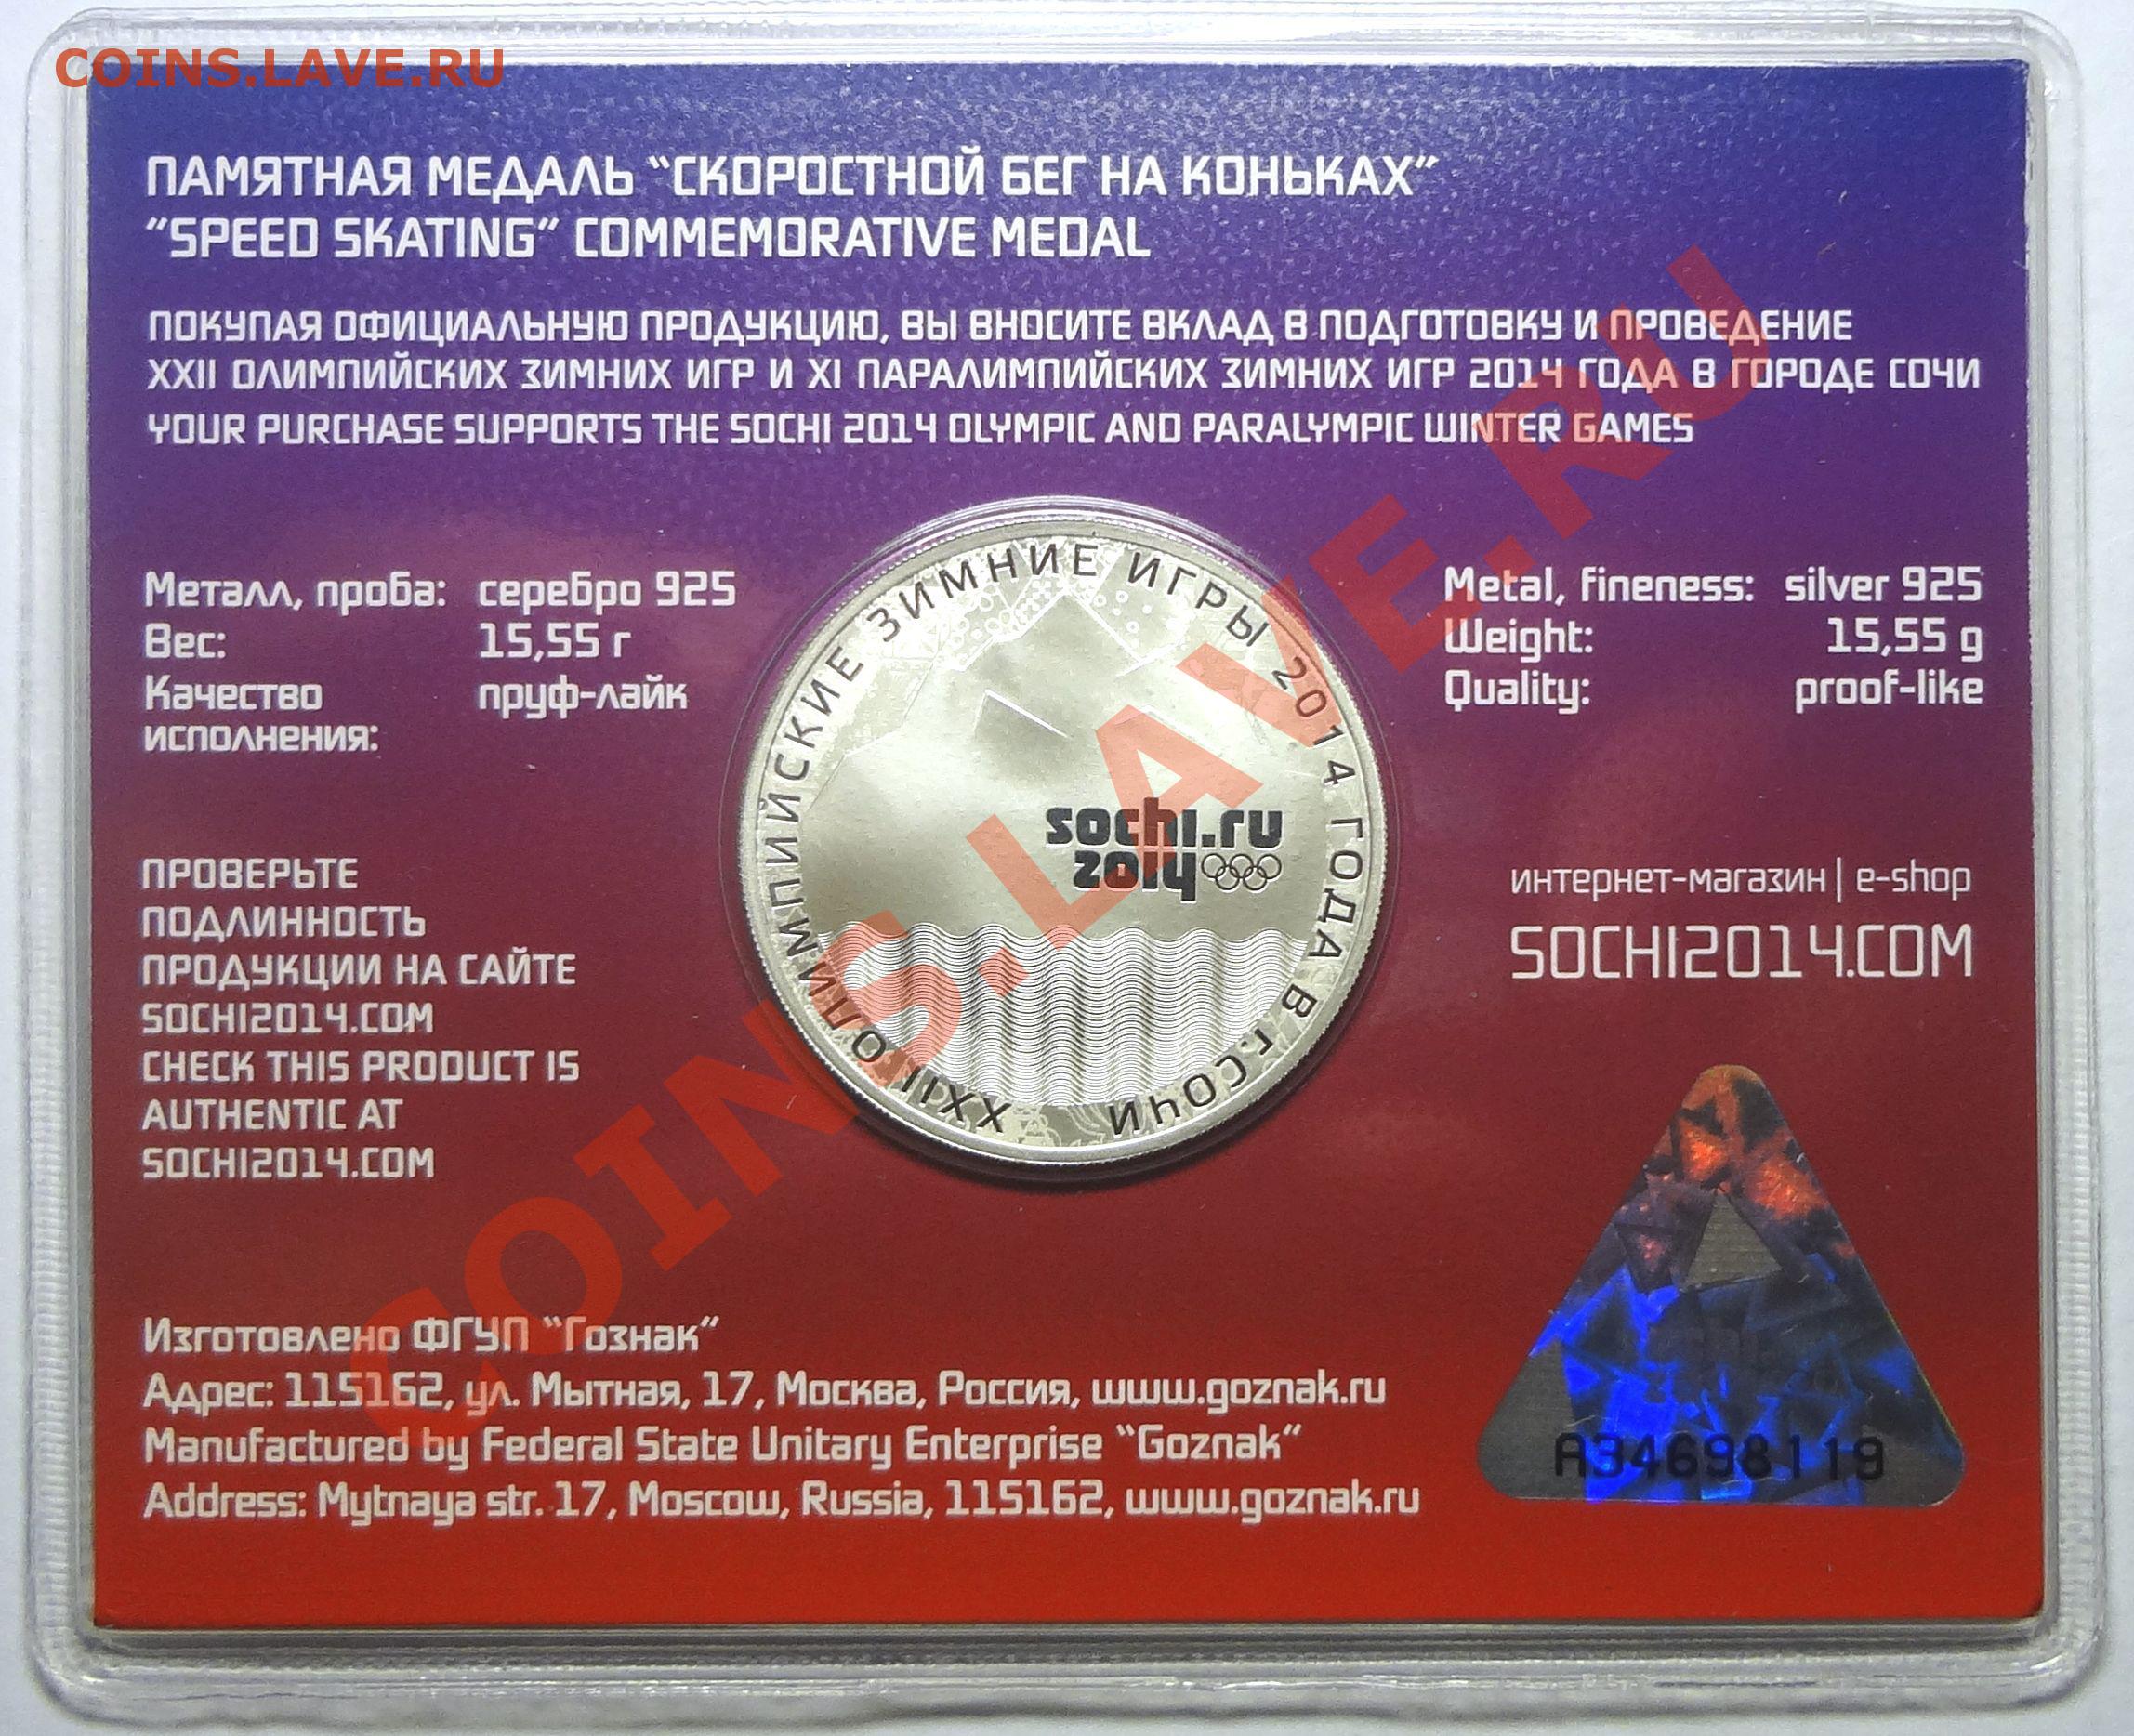 COINS.LAVE.RU
ПАМЯТНАЯ МЕДАЛЬ "СКОРОСТНОЙ БЕГ НА КОНЬКАХ"
"SPEED SKATING" COMMEMORATIVE MEDAL
ПОКУПАЯ ОФИЦИАЛЬНУЮ ПРОДУКЦИЮ, ВЫ ВНОСИТЕ ВКЛАД В ПОДГОТОВКУ И ПРОВЕДЕНИЕ
XXII ОЛИМПИЙСКИХ ЗИМНИХ ИГР И XI ПАРАЛИМПИЙСКИХ ЗИМНИХ ИГР 2014 ГОДА В ГОРОДЕ СОЧИ
YOUR PURCHASE SUPPORTS THE SOCHI 2014 OLYMPIC AND PARALYMPIC WINTER GAMES
Металл, проба: серебро 925
Вес: 15,55 г
Качество пруф-лайк
исполнения:
XXII ОЛИМПИЙСКИЕ ЗИМНИЕ ИГРЫ 2014 ГОДА В Г.СОЧИ
sochi.ru
2014
Metal, fineness: silver 925
Weight: 15,55 g
Quality: proof-like
ПРОВЕРЬТЕ
ПОДЛИННОСТЬ
ПРОДУКЦИИ НА САЙТЕ
SOCHI2014.COM
CHECK THIS PRODUCT IS
AUTHENTIC AT
SOCHI2014.COM
интернет-магазин | e-shop
SOCHI2014.COM
Изготовлено ФГУП "Гознак"
Адрес: 115162, ул. Мытная, 17, Москва, Россия, www.goznak.ru
Manufactured by Federal State Unitary Enterprise "Goznak"
Address: Mytnaya str. 17, Moscow, Russia, 115162, www.goznak.ru
A34698119
COINS.LAVE.RU